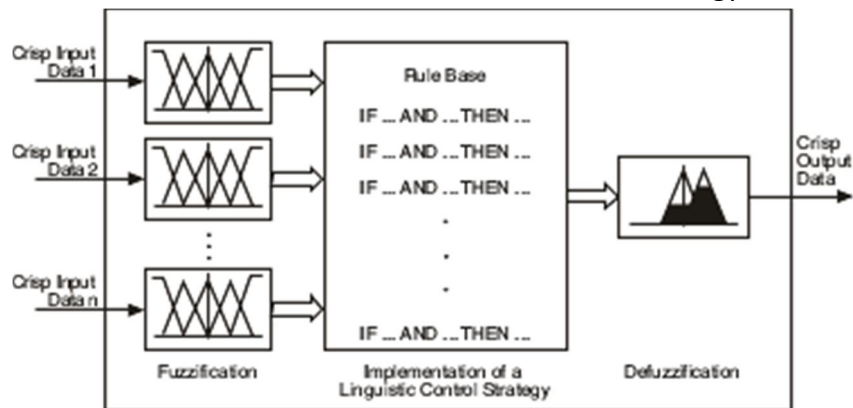 Crisp Input
Data 1
Crisp Input
Data 2
Crisp Input
Data n
Rule Base
IF ... AND ... THEN ...
IF ... AND ... THEN ...
IF ... AND ... THEN ...
IF ... AND ... THEN ...
Crisp
Output
Data
Fuzzification
Implementation of a
Linguistic Control Strategy
Defuzzification